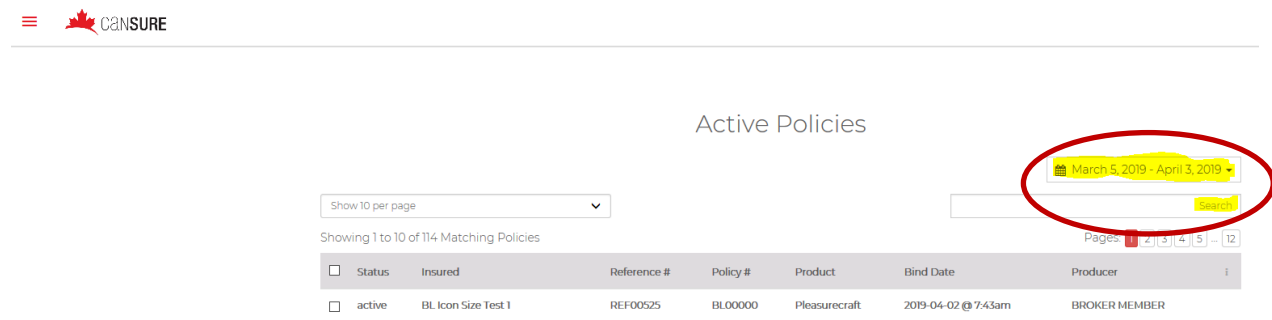 CANSURE
Active Policies
March 5, 2019 - April 3, 2019
Show 10 per page
Search
Showing 1 to 10 of 114 Matching Policies
Pages: 1 2 3 4 5 ... 12
Status Insured Reference # Policy # Product Bind Date Producer
active BL Icon Size Test 1 REF00525 BL00000 Pleasurecraft 2019-04-02 @ 7:43am BROKER MEMBER